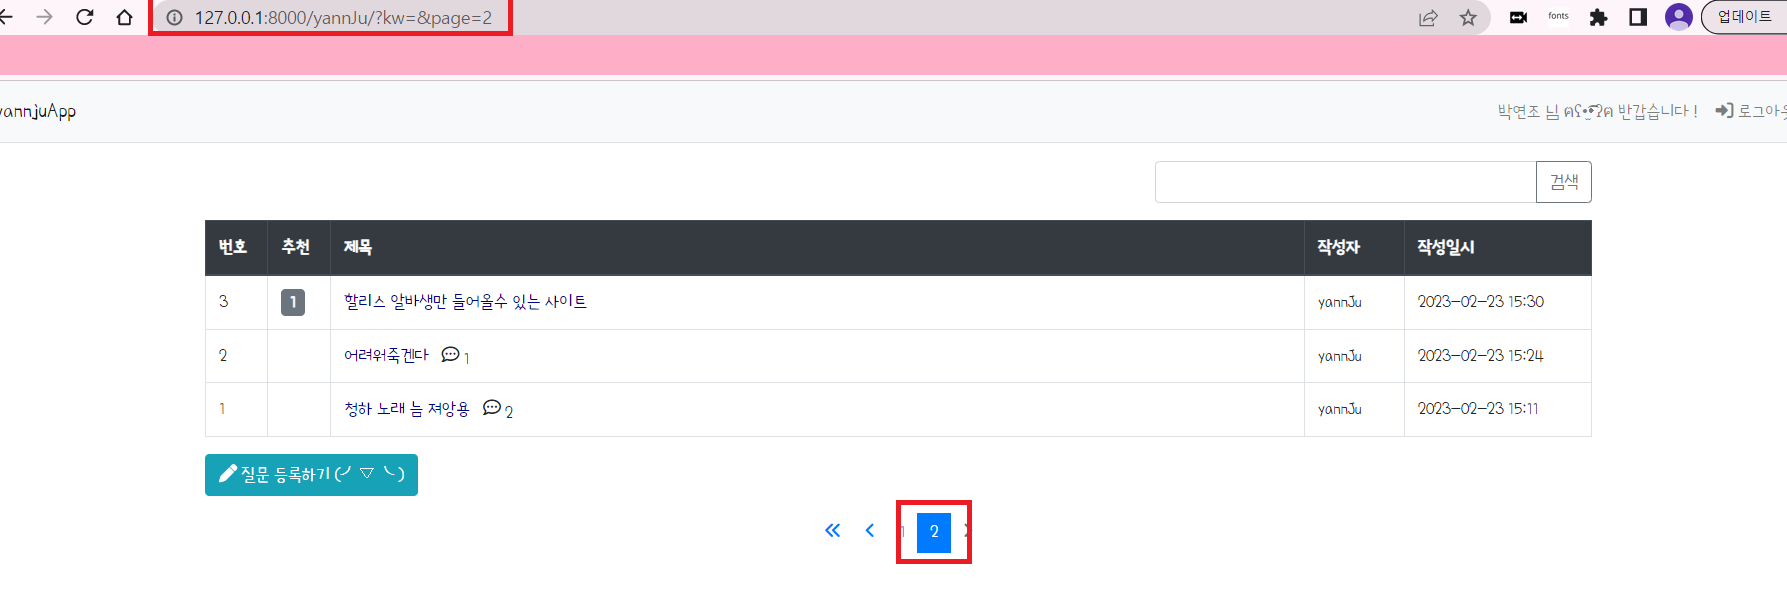 127.0.0.1:8000/yannJu/?kw=&page=2
fonts
업데이트
yannjuApp
박연조 님 ฅʕ•̫͡•ʔฅ 반갑습니다 !
로그아웃
검색
번호 추천 제목 작성자 작성일시
3 1 할리스 알바생만 들어올수 있는 사이트 yannJu 2023-02-23 15:30
2 어려워죽겐다 1 yannJu 2023-02-23 15:24
1 청하 노래 늠 져앙용 2 yannJu 2023-02-23 15:11
질문 등록하기 (╯ ▽ ╰)
« ‹ 1 2 ›